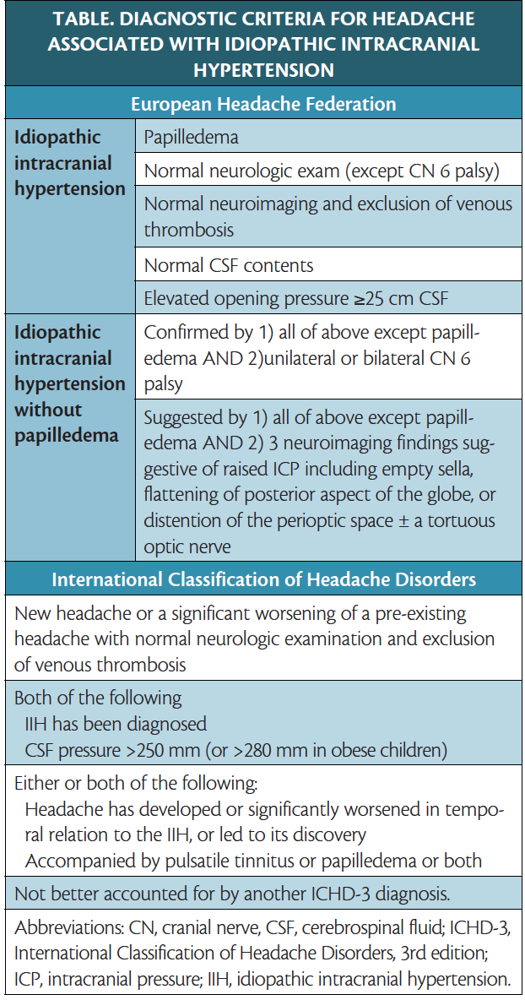 TABLE. DIAGNOSTIC CRITERIA FOR HEADACHE
ASSOCIATED WITH IDIOPATHIC INTRACRANIAL
HYPERTENSION
European Headache Federation
Idiopathic
intracranial
hypertension
Papilledema
Normal neurologic exam (except CN 6 palsy)
Normal neuroimaging and exclusion of venous
thrombosis
Normal CSF contents
Elevated opening pressure ≥25 cm CSF
Idiopathic
intracranial
hypertension
without
papilledema
Confirmed by 1) all of above except papill-
edema AND 2)unilateral or bilateral CN 6
palsy
Suggested by 1) all of above except papill-
edema AND 2) 3 neuroimaging findings sug-
gestive of raised ICP including empty sella,
flattening of posterior aspect of the globe, or
distention of the perioptic space ± a tortuous
optic nerve
International Classification of Headache Disorders
New headache or a significant worsening of a pre-existing
headache with normal neurologic examination and exclusion
of venous thrombosis
Both of the following
IIH has been diagnosed
CSF pressure >250 mm (or >280 mm in obese children)
Either or both of the following:
Headache has developed or significantly worsened in tempo-
ral relation to the IIH, or led to its discovery
Accompanied by pulsatile tinnitus or papilledema or both
Not better accounted for by another ICHD-3 diagnosis.
Abbreviations: CN, cranial nerve, CSF, cerebrospinal fluid; ICHD-3,
International Classification of Headache Disorders, 3rd edition;
ICP, intracranial pressure; IIH, idiopathic intracranial hypertension.